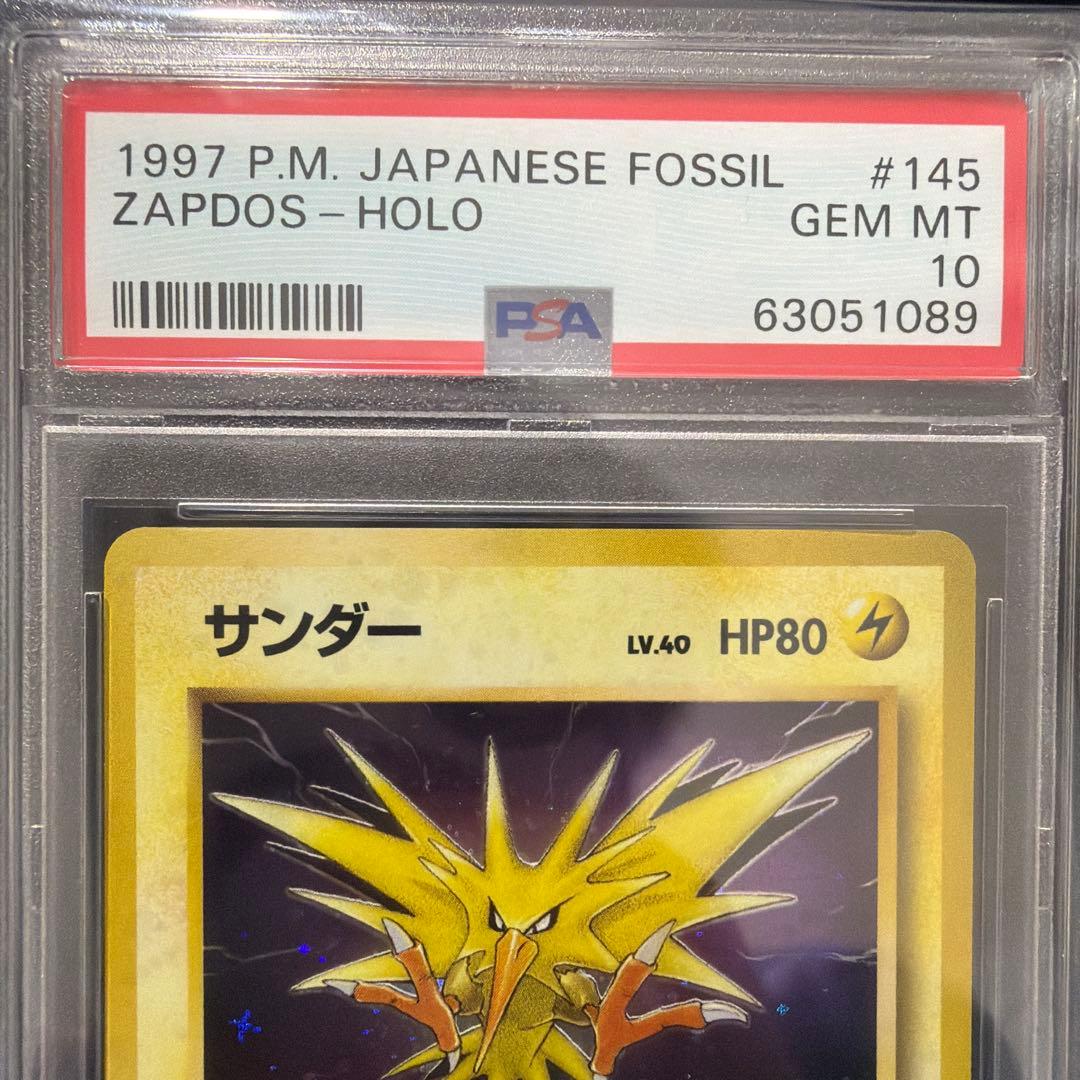 1997 P.M. JAPANESE FOSSIL #145
ZAPDOS - HOLO GEM MT
10
PSA 63051089
サンダー LV.40 HP80